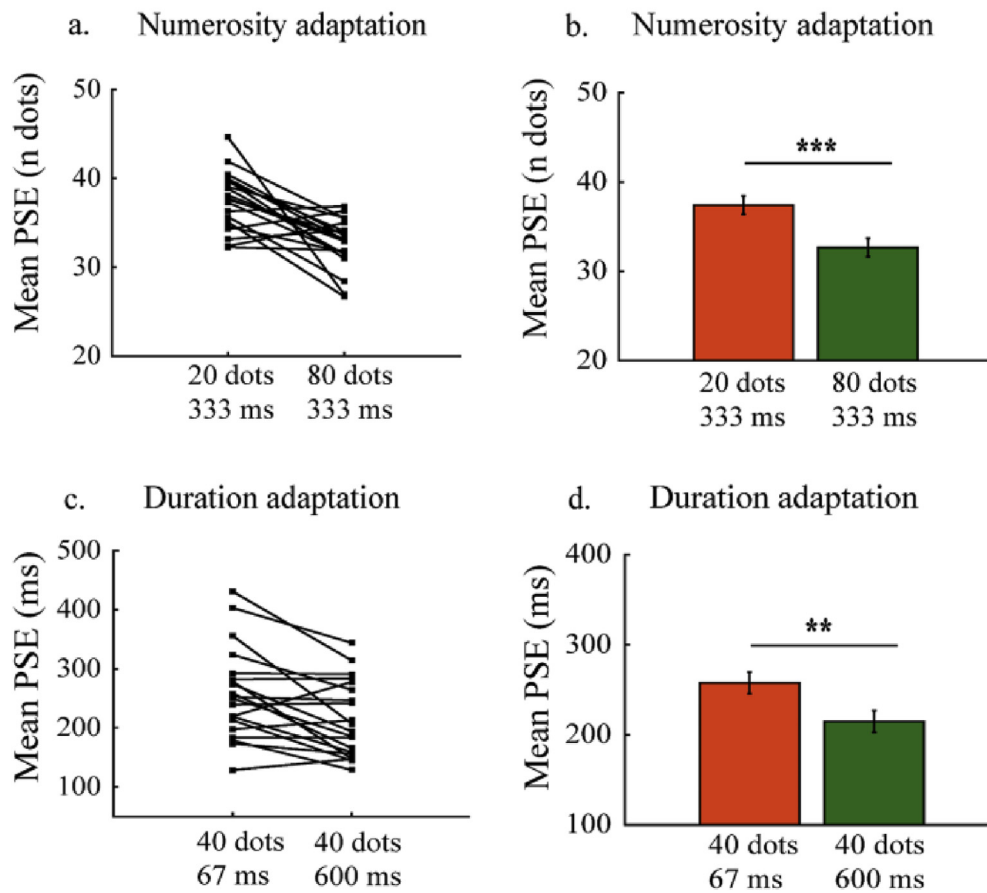 a. Numerosity adaptation
Mean PSE (n dots)
50
40
30
20
20 dots 80 dots
333 ms 333 ms
b. Numerosity adaptation
Mean PSE (n dots)
50
40
30
20
***
20 dots 80 dots
333 ms 333 ms
c. Duration adaptation
Mean PSE (ms)
500
400
300
200
100
40 dots 40 dots
67 ms 600 ms
d. Duration adaptation
Mean PSE (ms)
400
300
200
100
**
40 dots 40 dots
67 ms 600 ms